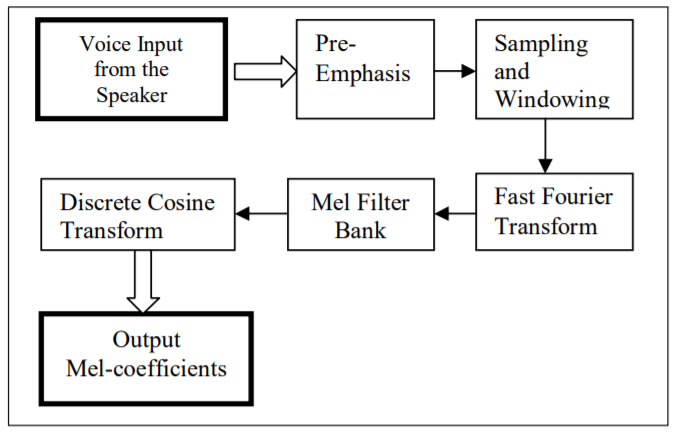 Voice Input
from the
Speaker
Pre-
Emphasis
Sampling
and
Windowing
Fast Fourier
Transform
Mel Filter
Bank
Discrete Cosine
Transform
Output
Mel-coefficients